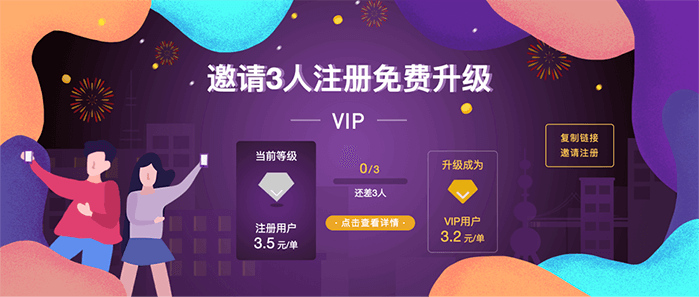 邀请3人注册免费升级
VIP
当前等级
注册用户
3.5 元/单
0/3
还差3人
·点击查看详情·
升级成为
VIP用户
3.2 元/单
复制链接
邀请注册